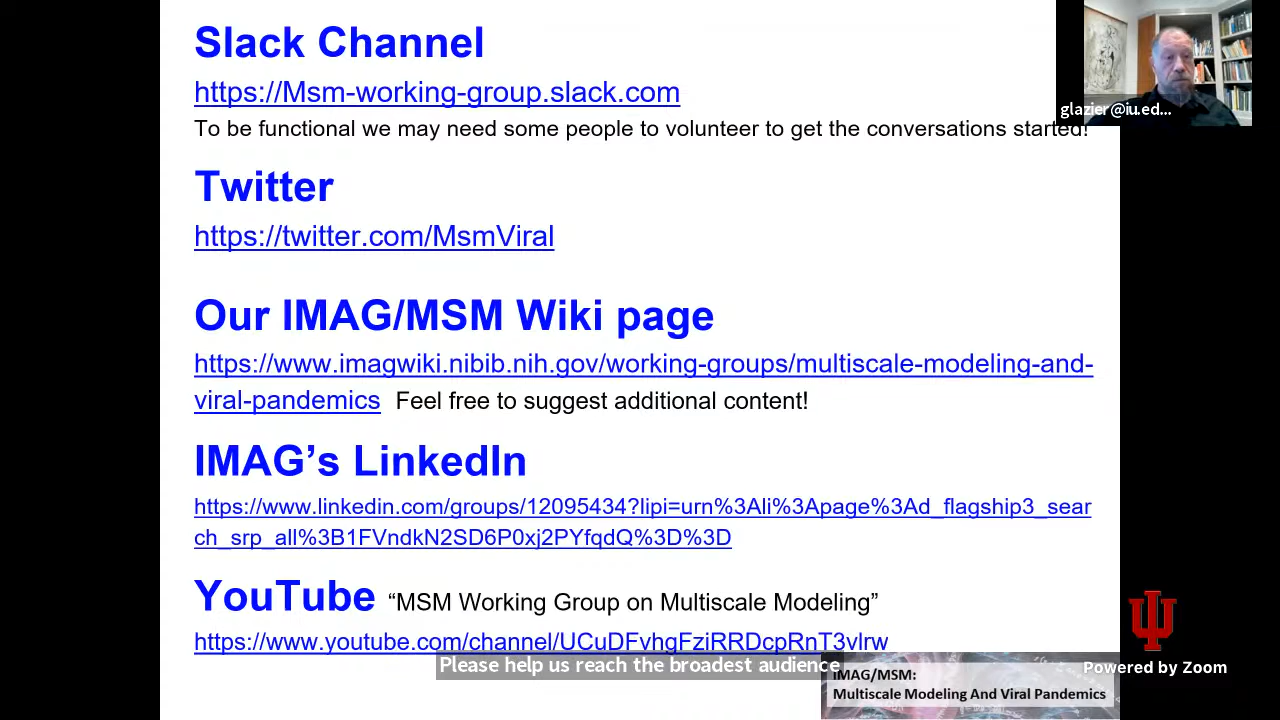 Slack Channel
https://Msm-working-group.slack.com
To be functional we may need some people to volunteer to get the conversations started!
glazier@iu.ed...
Twitter
https://twitter.com/MsmViral
Our IMAG/MSM Wiki page
https://www.imagwiki.nibib.nih.gov/working-groups/multiscale-modeling-and-
viral-pandemics Feel free to suggest additional content!
IMAG’s LinkedIn
https://www.linkedin.com/groups/12095434?lipi=urn%3Ali%3Apage%3Ad_flagship3_sear
ch_srp_all%3B1FVndkN2SD6P0xj2PYfqdQ%3D%3D
YouTube “MSM Working Group on Multiscale Modeling”
https://www.youtube.com/channel/UCuDFvhgFziRRDcpRnT3vlrw
Please help us reach the broadest audience
IMAG/MSM:
Multiscale Modeling And Viral Pandemics
Powered by Zoom